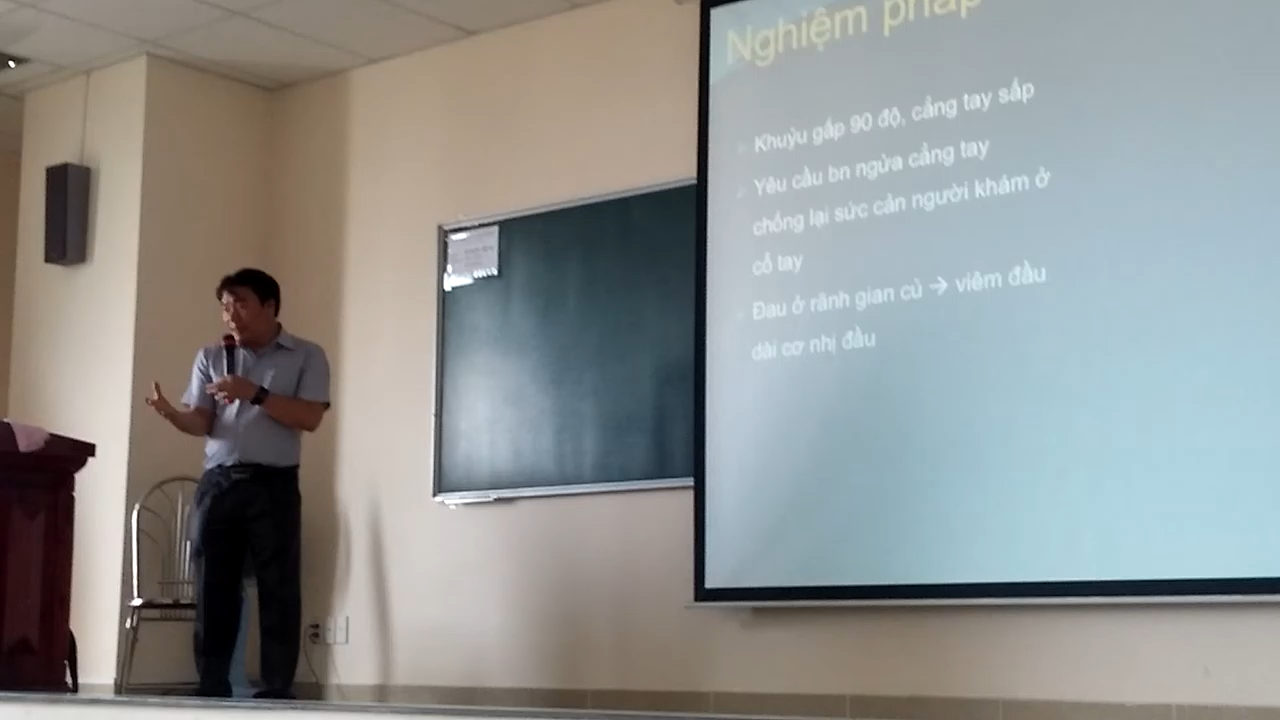 Nghiệm pháp
Khuỷu gấp 90 độ, cẳng tay sấp
Yêu cầu bn ngửa cẳng tay
chống lại sức cản người khám ở
cổ tay
Đau ở rãnh gian củ → viêm đầu
dài cơ nhị đầu